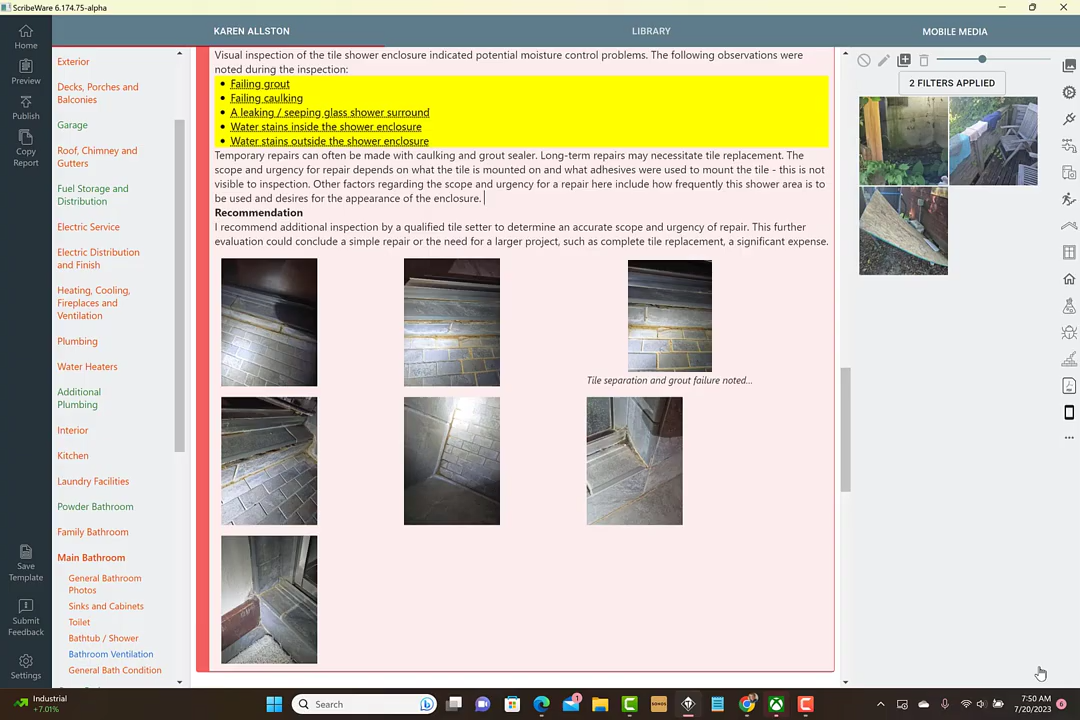 ScribeWare 6.174.75-alpha
KAREN ALLSTON
LIBRARY
MOBILE MEDIA
Home
Preview
Publish
Copy
Report
Save
Template
Submit
Feedback
Settings
Exterior
Decks, Porches and
Balconies
Garage
Roof, Chimney and
Gutters
Fuel Storage and
Distribution
Electric Service
Electric Distribution
and Finish
Heating, Cooling,
Fireplaces and
Ventilation
Plumbing
Water Heaters
Additional
Plumbing
Interior
Kitchen
Laundry Facilities
Powder Bathroom
Family Bathroom
Main Bathroom
General Bathroom
Photos
Sinks and Cabinets
Toilet
Bathtub / Shower
Bathroom Ventilation
General Bath Condition
Visual inspection of the tile shower enclosure indicated potential moisture control problems. The following observations were
noted during the inspection:
• Failing grout
• Failing caulking
• A leaking / seeping glass shower surround
• Water stains inside the shower enclosure
• Water stains outside the shower enclosure
Temporary repairs can often be made with caulking and grout sealer. Long-term repairs may necessitate tile replacement. The
scope and urgency for repair depends on what the tile is mounted on and what adhesives were used to mount the tile - this is not
visible to inspection. Other factors regarding the scope and urgency for a repair here include how frequently this shower area is to
be used and desires for the appearance of the enclosure.
Recommendation
I recommend additional inspection by a qualified tile setter to determine an accurate scope and urgency of repair. This further
evaluation could conclude a simple repair or the need for a larger project, such as complete tile replacement, a significant expense.
Tile separation and grout failure noted...
2 FILTERS APPLIED
Industrial
+7.01%
Search
1
SONOS
7:50 AM
7/20/2023
6